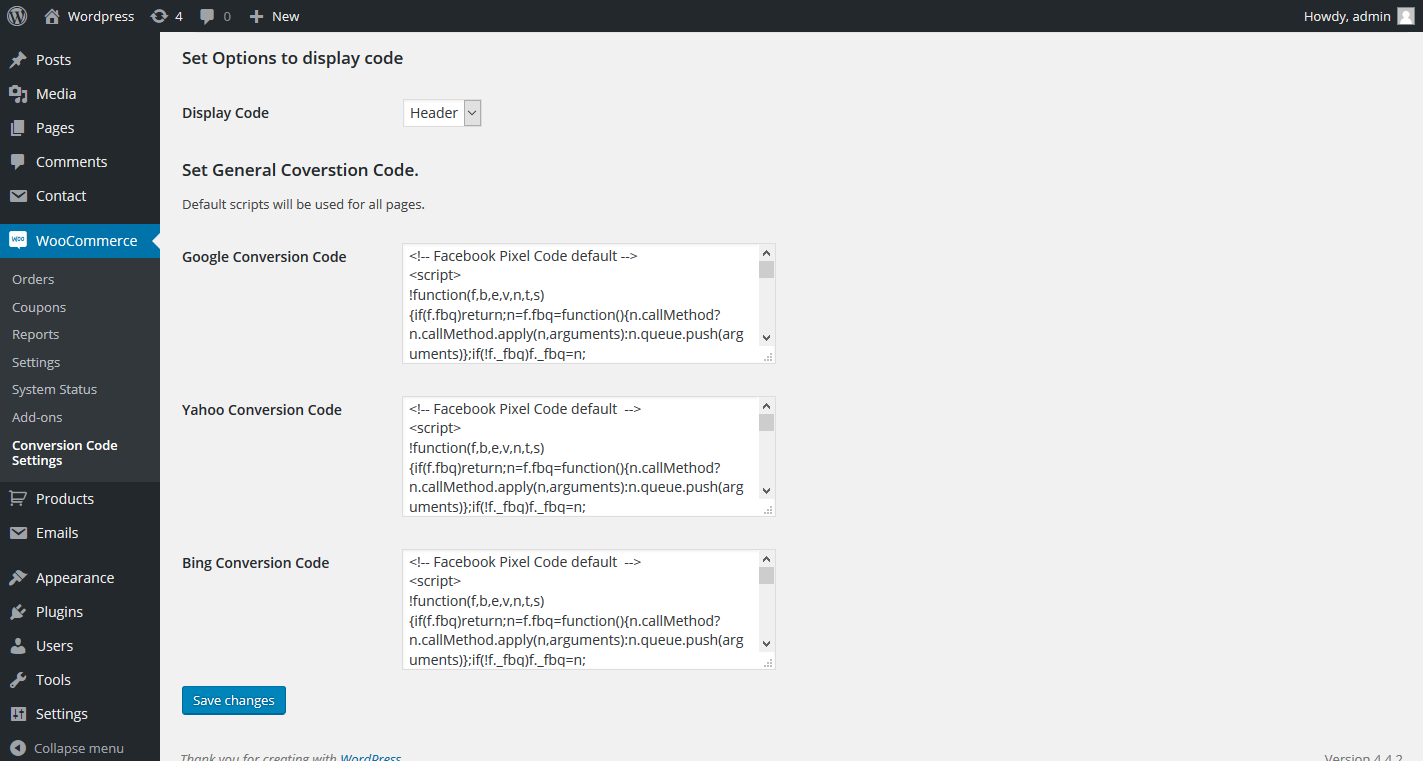 Wordpress 4 0 New Howdy, admin
Posts
Media
Pages
Comments
Contact
WooCommerce
Orders
Coupons
Reports
Settings
System Status
Add-ons
Conversion Code
Settings
Products
Emails
Appearance
Plugins
Users
Tools
Settings
Collapse menu
Set Options to display code
Display Code Header
Set General Coverstion Code.
Default scripts will be used for all pages.
Google Conversion Code
<!-- Facebook Pixel Code default -->
<script>
!function(f,b,e,v,n,t,s)
{if(f.fbq)return;n=f.fbq=function(){n.callMethod?
n.callMethod.apply(n,arguments):n.queue.push(arg
uments)};if(!f._fbq)f._fbq=n;
Yahoo Conversion Code
<!-- Facebook Pixel Code default  -->
<script>
!function(f,b,e,v,n,t,s)
{if(f.fbq)return;n=f.fbq=function(){n.callMethod?
n.callMethod.apply(n,arguments):n.queue.push(arg
uments)};if(!f._fbq)f._fbq=n;
Bing Conversion Code
<!-- Facebook Pixel Code default  -->
<script>
!function(f,b,e,v,n,t,s)
{if(f.fbq)return;n=f.fbq=function(){n.callMethod?
n.callMethod.apply(n,arguments):n.queue.push(arg
uments)};if(!f._fbq)f._fbq=n;
Save changes
Thank you for creating with WordPress
Version 4.4.2